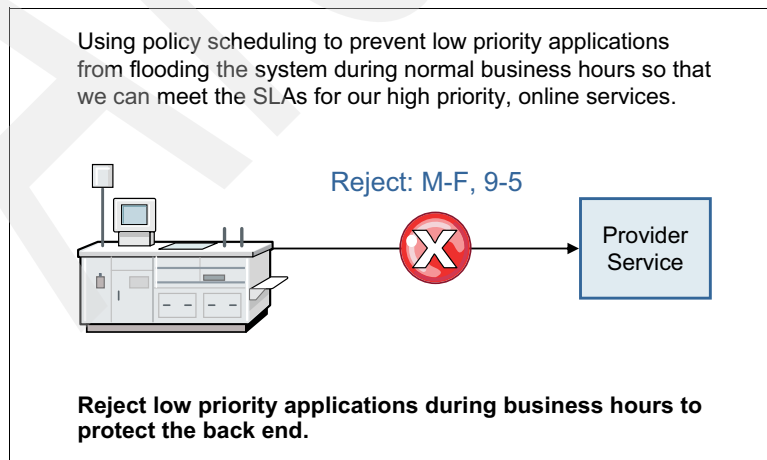 Using policy scheduling to prevent low priority applications
from flooding the system during normal business hours so that
we can meet the SLAs for our high priority, online services.
Reject: M-F, 9-5
X
Provider
Service
Reject low priority applications during business hours to
protect the back end.